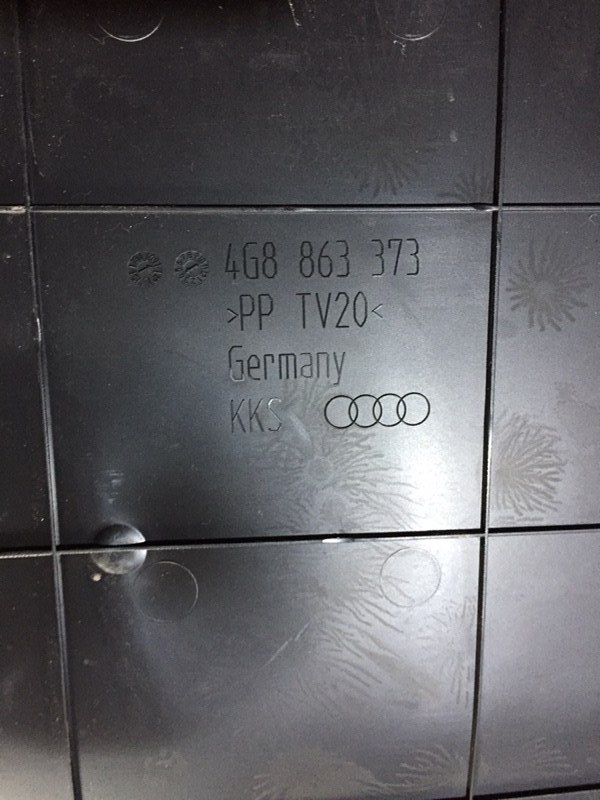 4G8 863 373
>PP TV20<
Germany
KKS